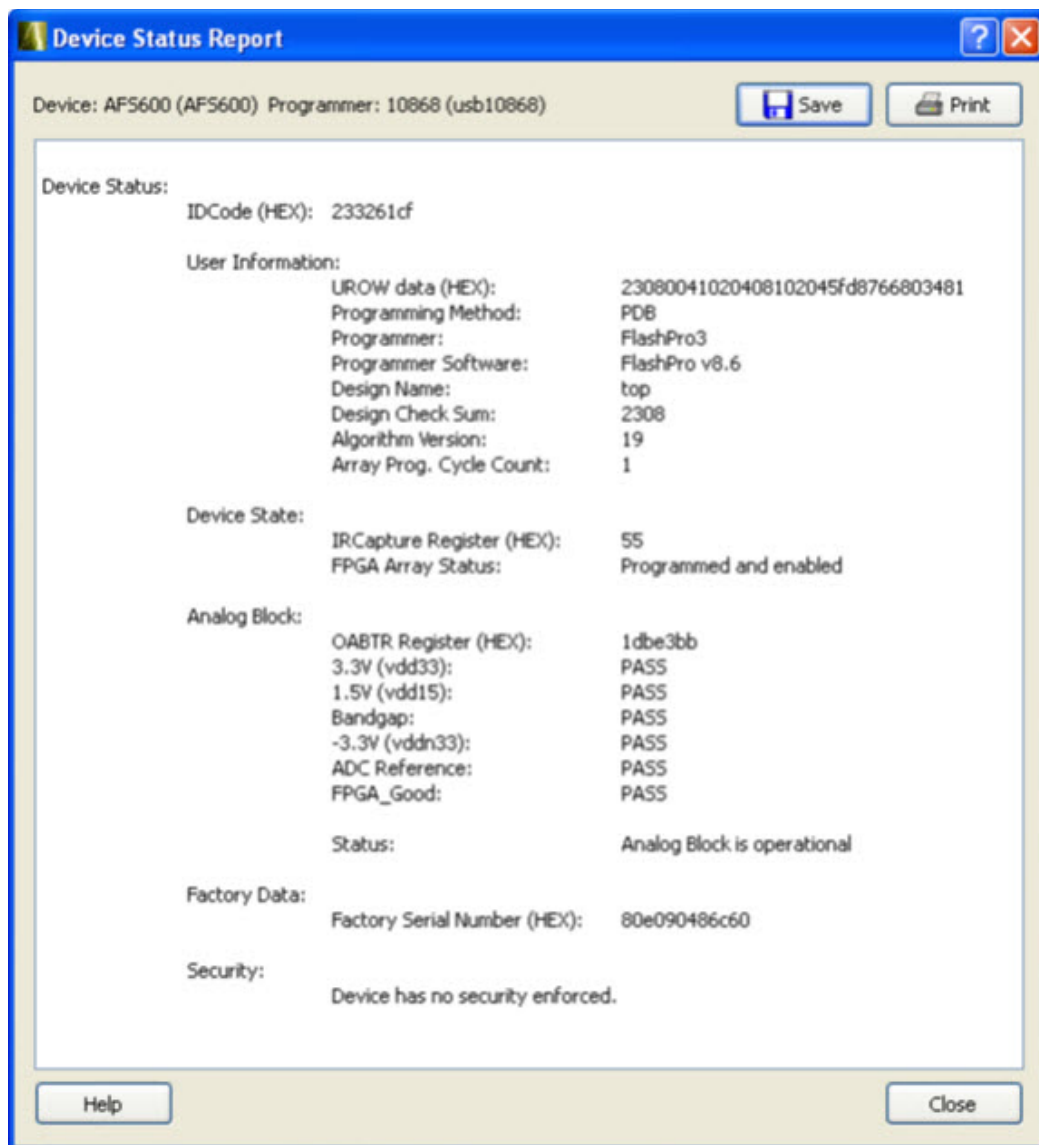 Device Status Report
Device: AFS600 (AFS600) Programmer: 10868 (usb10868)
Save
Print
Device Status:
IDCode (HEX): 233261cf
User Information:
UROW data (HEX): 23080041020408102045fd8766803481
Programming Method: PDB
Programmer: FlashPro3
Programmer Software: FlashPro v8.6
Design Name: top
Design Check Sum: 2308
Algorithm Version: 19
Array Prog. Cycle Count: 1
Device State:
IRCapture Register (HEX): 55
FPGA Array Status: Programmed and enabled
Analog Block:
OABTR Register (HEX): 1dbe3bb
3.3V (vdd33): PASS
1.5V (vdd15): PASS
Bandgap: PASS
-3.3V (vddn33): PASS
ADC Reference: PASS
FPGA_Good: PASS
Status: Analog Block is operational
Factory Data:
Factory Serial Number (HEX): 80e090486c60
Security:
Device has no security enforced.
Help
Close